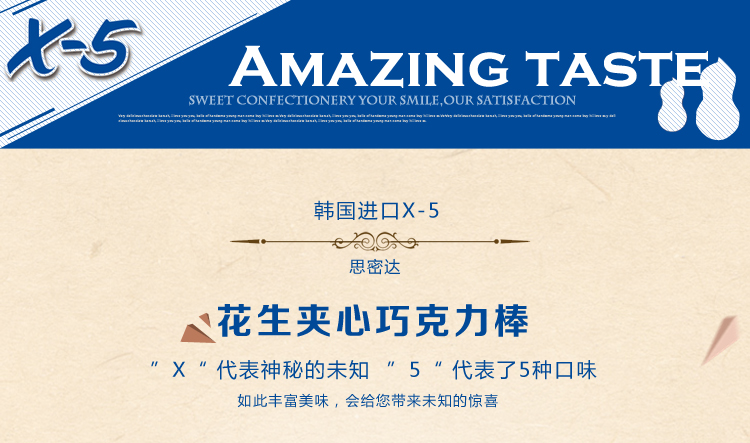 X-5
AMAZING TASTE
SWEET CONFECTIONERY YOUR SMILE,OUR SATISFACTION
韩国进口X-5
思密达
花生夹心巧克力棒
”X“代表神秘的未知 ”5“代表了5种口味
如此丰富美味，会给您带来未知的惊喜